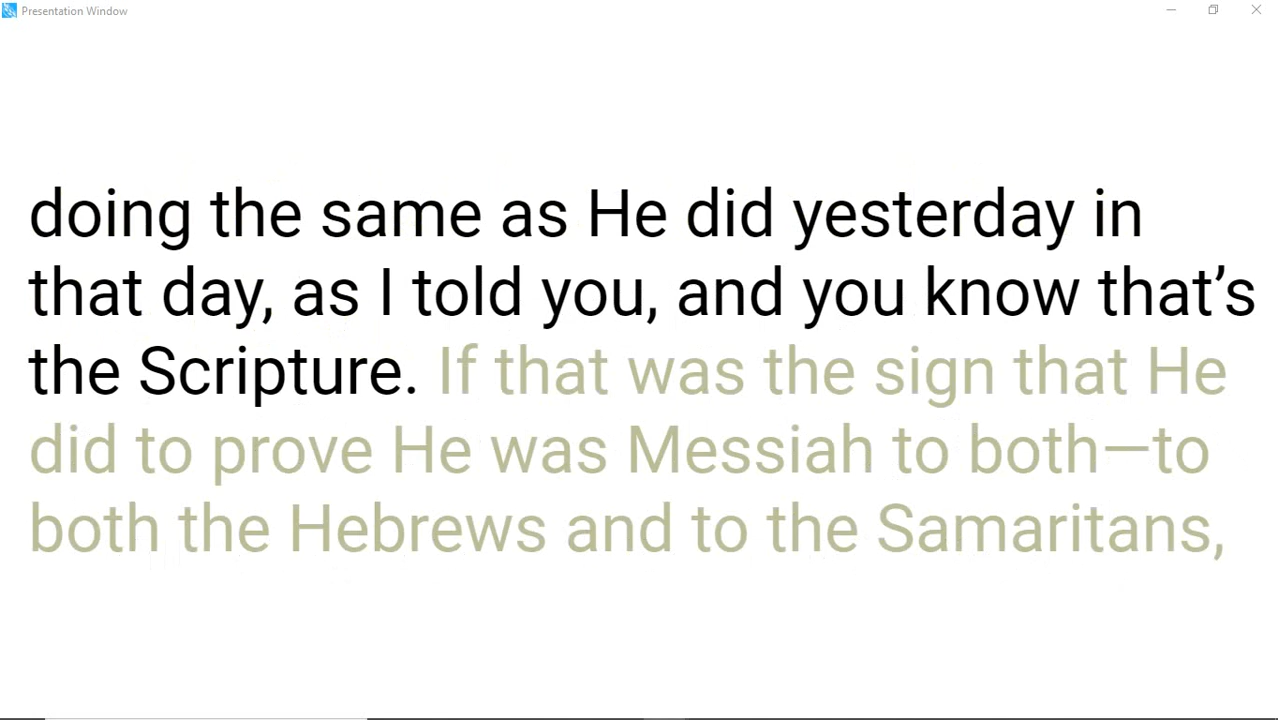 Presentation Window
doing the same as He did yesterday in
that day, as I told you, and you know that’s
the Scripture. If that was the sign that He
did to prove He was Messiah to both—to
both the Hebrews and to the Samaritans,